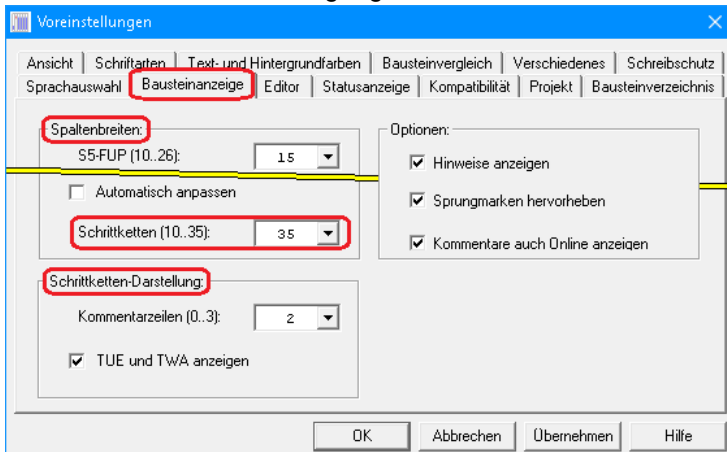 Voreinstellungen
Ansicht Schriftarten Text- und Hintergrundfarben Bausteinvergleich Verschiedenes Schreibschutz
Sprachauswahl Bausteinanzeige Editor Statusanzeige Kompatibilität Projekt Bausteinverzeichnis
Spaltenbreiten:
S5-FUP (10..26): 15
Automatisch anpassen
Schrittketten (10..35): 35
Schrittketten-Darstellung:
Kommentarzeilen (0..3): 2
TUE und TWA anzeigen
Optionen:
Hinweise anzeigen
Sprungmarken hervorheben
Kommentare auch Online anzeigen
OK Abbrechen Übernehmen Hilfe